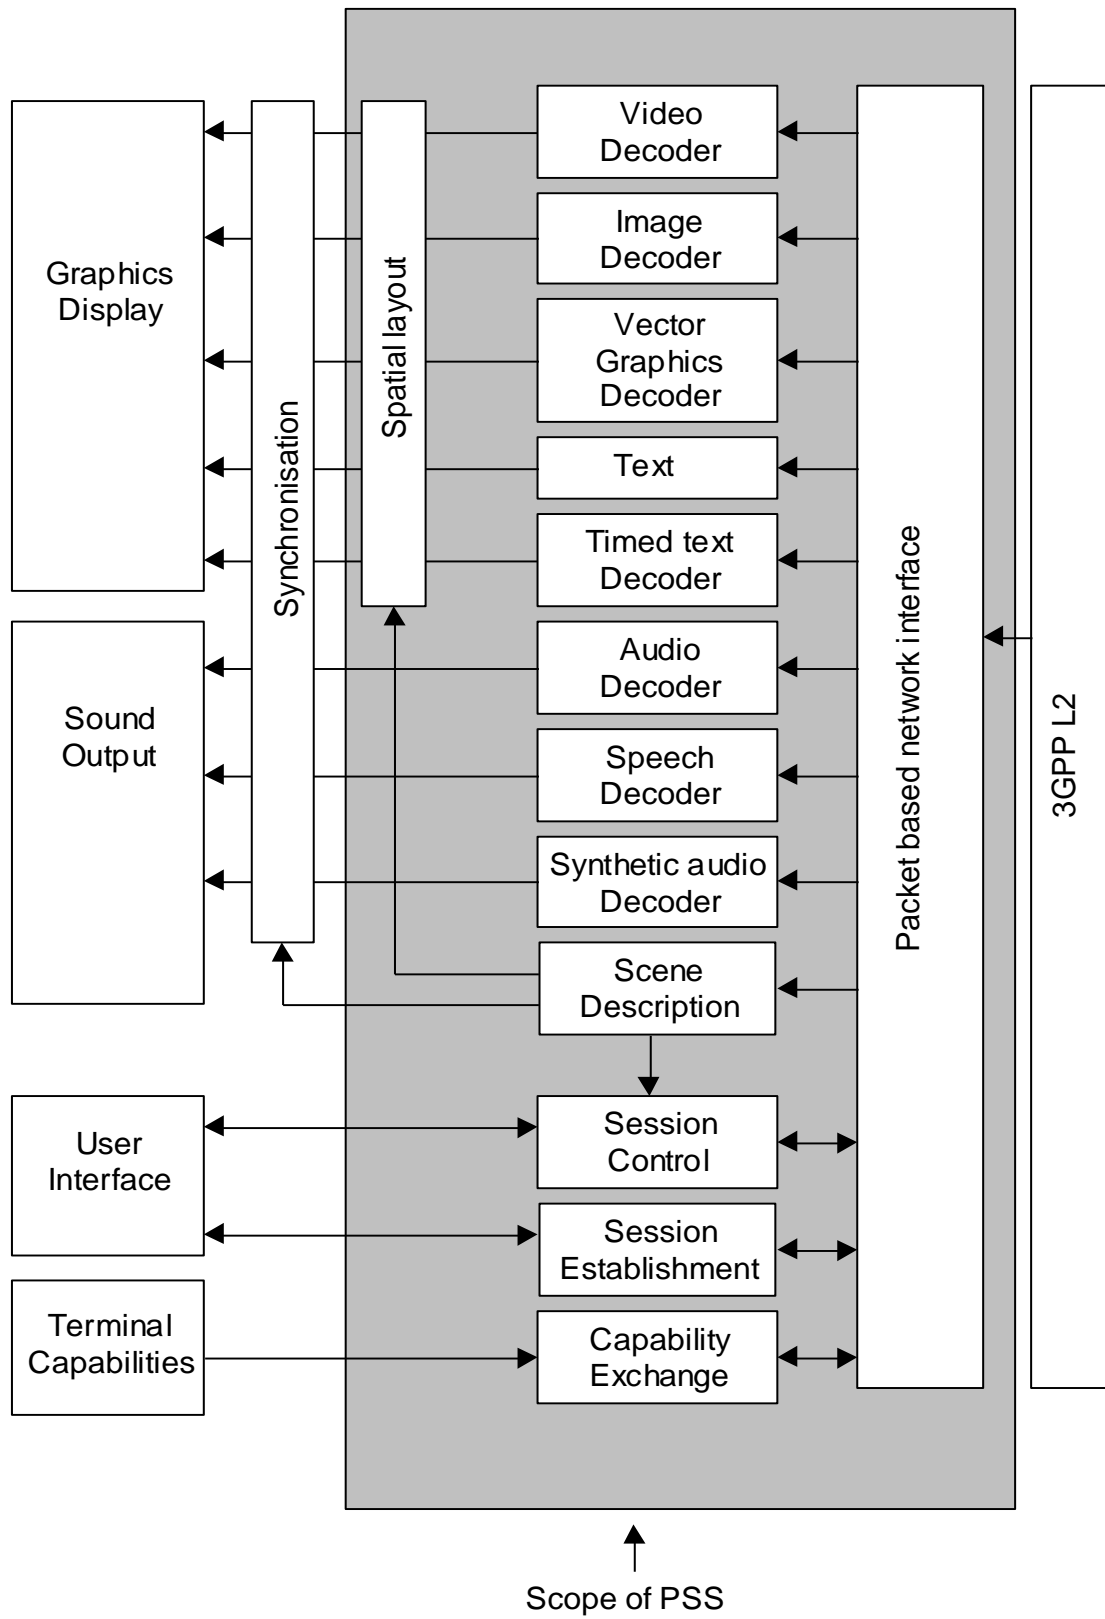 Graphics
Display
Sound
Output
User
Interface
Terminal
Capabilities
Synchronisation
Spatial layout
Video
Decoder
Image
Decoder
Vector
Graphics
Decoder
Text
Timed text
Decoder
Audio
Decoder
Speech
Decoder
Synthetic audio
Decoder
Scene
Description
Session
Control
Session
Establishment
Capability
Exchange
Packet based network interface
3GPP L2
Scope of PSS